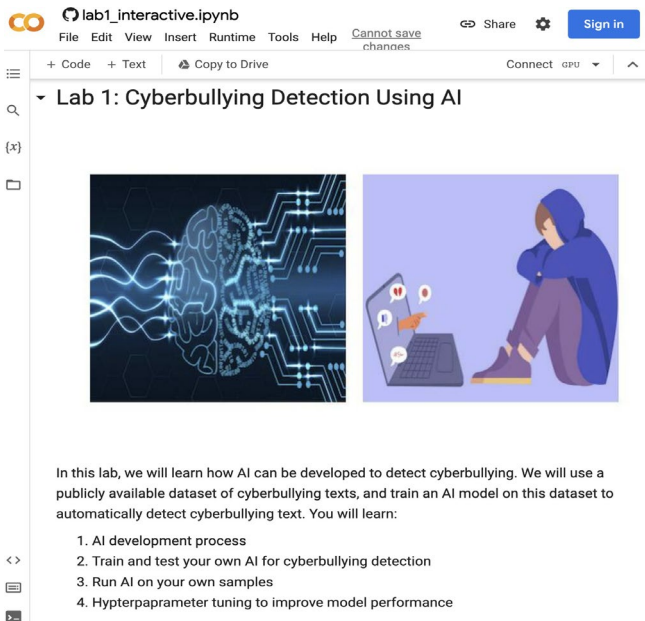 lab1_interactive.ipynb
File Edit View Insert Runtime Tools Help Cannot save changes
Share
Sign in
+ Code + Text Copy to Drive
Connect GPU
{x}
Lab 1: Cyberbullying Detection Using AI
In this lab, we will learn how AI can be developed to detect cyberbullying. We will use a
publicly available dataset of cyberbullying texts, and train an AI model on this dataset to
automatically detect cyberbullying text. You will learn:
1. AI development process
2. Train and test your own AI for cyberbullying detection
3. Run AI on your own samples
4. Hypterpaprameter tuning to improve model performance